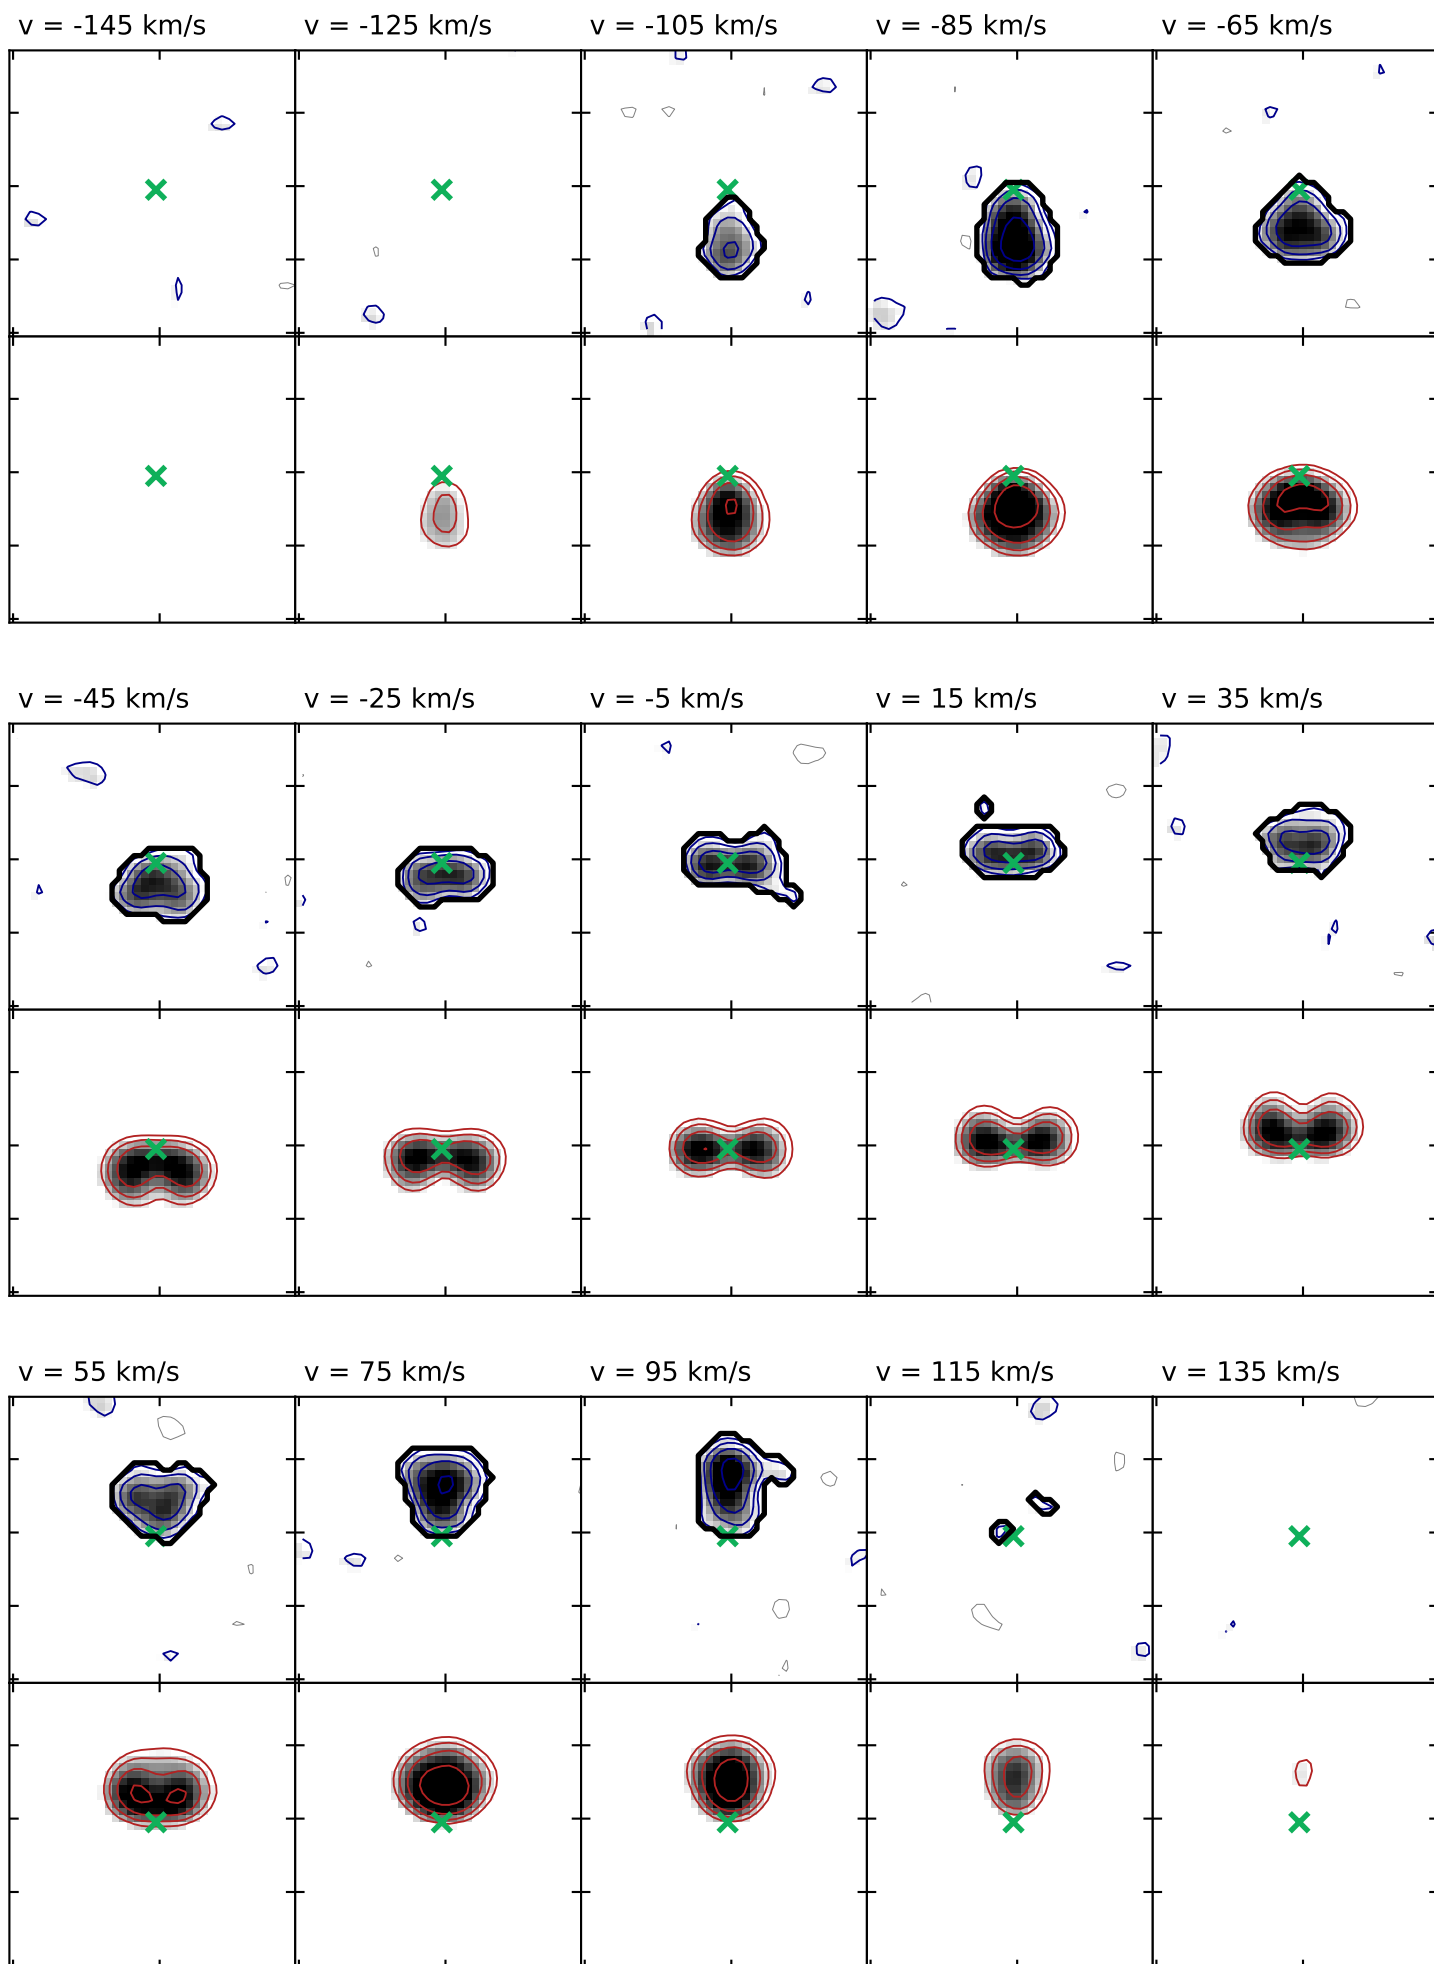 v = -145 km/s
v = -125 km/s
v = -105 km/s
v = -85 km/s
v = -65 km/s
v = -45 km/s
v = -25 km/s
v = -5 km/s
v = 15 km/s
v = 35 km/s
v = 55 km/s
v = 75 km/s
v = 95 km/s
v = 115 km/s
v = 135 km/s